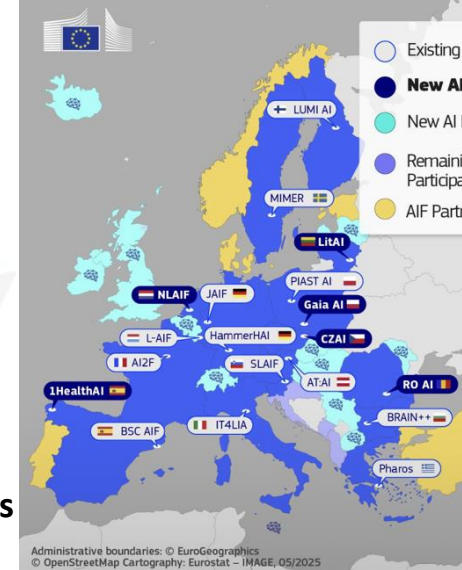 Existing
New AI
New AI
Remaini
Participa
AIF Partn
LUMI AI
MIMER
LitAI
PIAST AI
NLAIF
JAIF
Gaia AI
L-AIF
HammerHAI
CZAI
AI2F
SLAIF
AT:AI
RO AI
1HealthAI
BSC AIF
IT4LIA
BRAIN++
Pharos
s
Administrative boundaries: © EuroGeographics
© OpenStreetMap Cartography: Eurostat – IMAGE, 05/2025